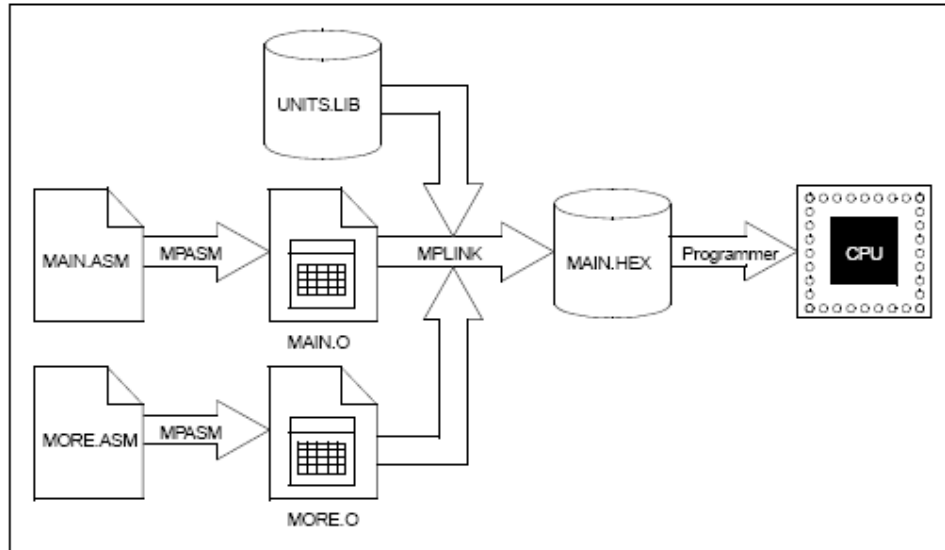 UNITS.LIB
MAIN.ASM
MPASM
MPLINK
MAIN.HEX
Programmer
CPU
MAIN.O
MORE.ASM
MPASM
MORE.O